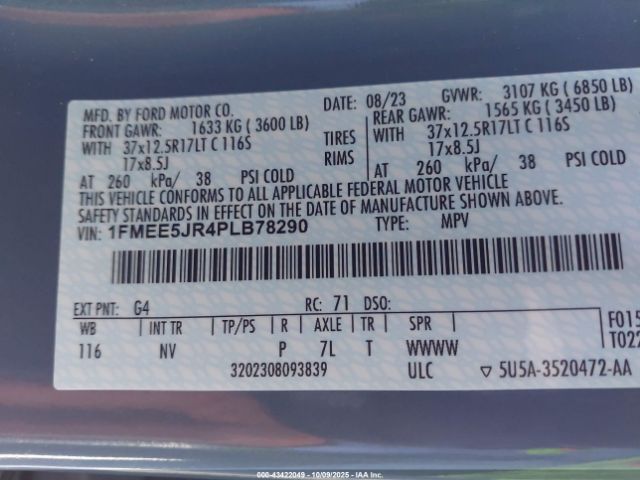 MFD. BY FORD MOTOR CO. DATE: 08/23 GVWR: 3107 KG ( 6850 LB)
FRONT GAWR: 1633 KG ( 3600 LB) REAR GAWR: 1565 KG ( 3450 LB)
WITH 37x12.5R17LT C 116S TIRES WITH 37x12.5R17LT C 116S
17x8.5J RIMS 17x8.5J
AT 260 kPa/ 38 PSI COLD AT 260 kPa/ 38 PSI COLD
THIS VEHICLE CONFORMS TO ALL APPLICABLE FEDERAL MOTOR VEHICLE
SAFETY STANDARDS IN EFFECT ON THE DATE OF MANUFACTURE SHOWN ABOVE.
VIN: 1FMEE5JR4PLB78290 TYPE: MPV
EXT PNT: G4 RC: 71 DSO:
WB INT TR TP/PS R AXLE TR SPR F015
116 NV P 7L T WWWW T022
3202308093839 ULC ▽ 5U5A-3520472-AA
000-43422049 - 10/09/2025 - IAA Inc.